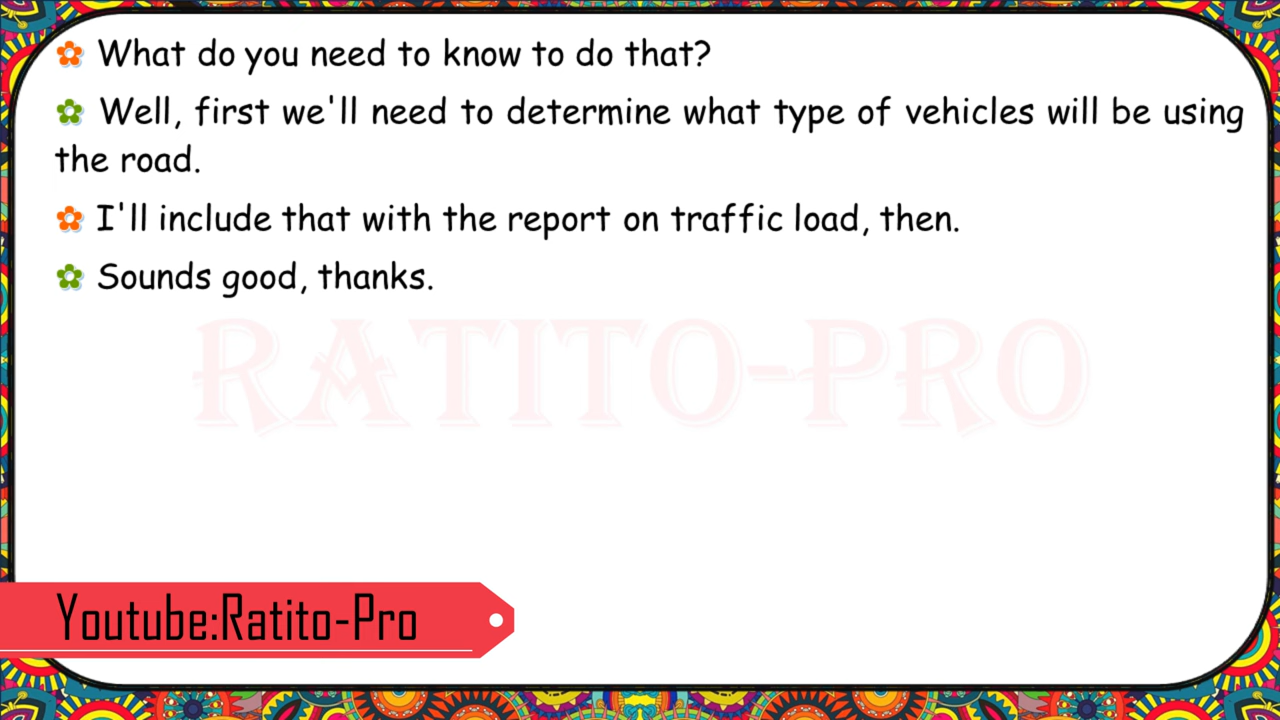 What do you need to know to do that?
Well, first we'll need to determine what type of vehicles will be using
the road.
I'll include that with the report on traffic load, then.
Sounds good, thanks.
RATITO-PRO
Youtube:Ratito-Pro